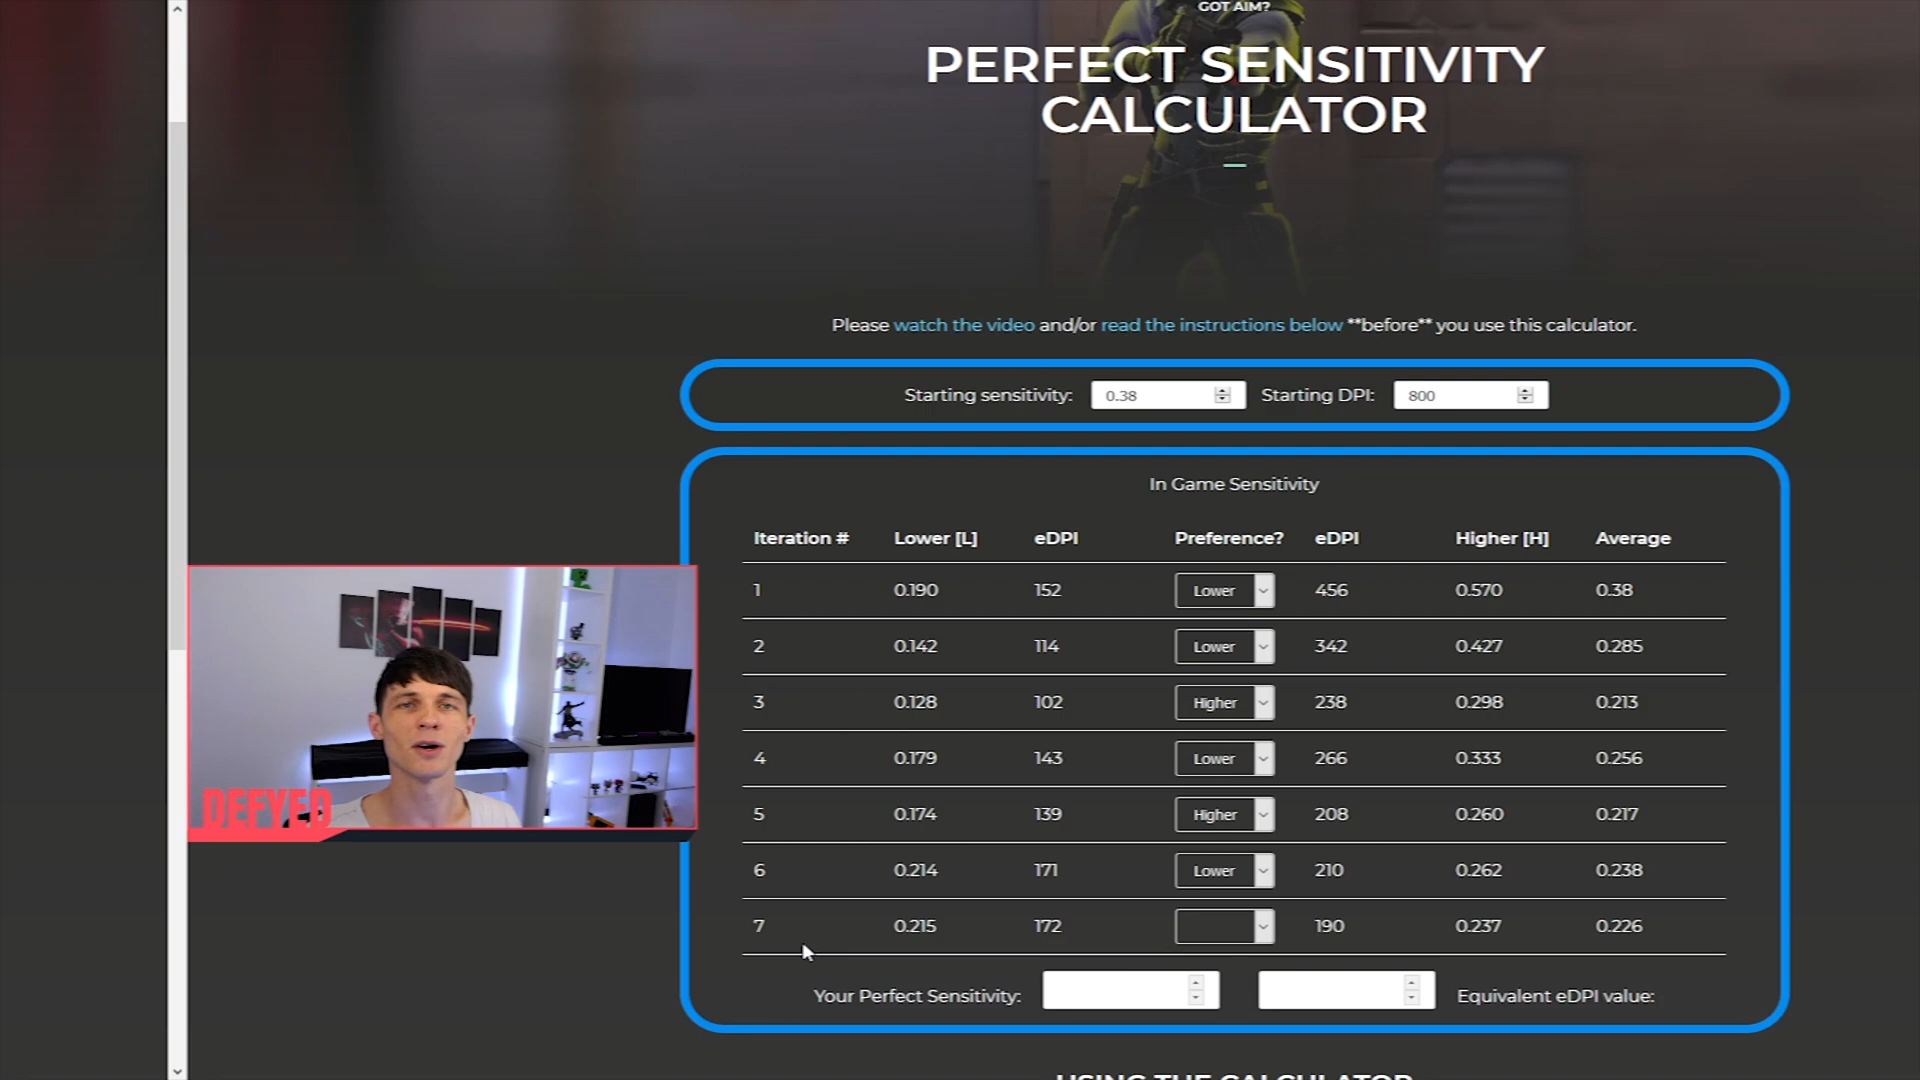 GOT AIM?
PERFECT SENSITIVITY
CALCULATOR
Please watch the video and/or read the instructions below **before** you use this calculator.
Starting sensitivity: 0.38 Starting DPI: 800
In Game Sensitivity
Iteration # Lower [L] eDPI Preference? eDPI Higher [H] Average
1 0.190 152 Lower 456 0.570 0.38
2 0.142 114 Lower 342 0.427 0.285
3 0.128 102 Higher 238 0.298 0.213
4 0.179 143 Lower 266 0.333 0.256
5 0.174 139 Higher 208 0.260 0.217
6 0.214 171 Lower 210 0.262 0.238
7 0.215 172 190 0.237 0.226
Your Perfect Sensitivity: Equivalent eDPI value:
DEFYED
USING THE CALCULATOR